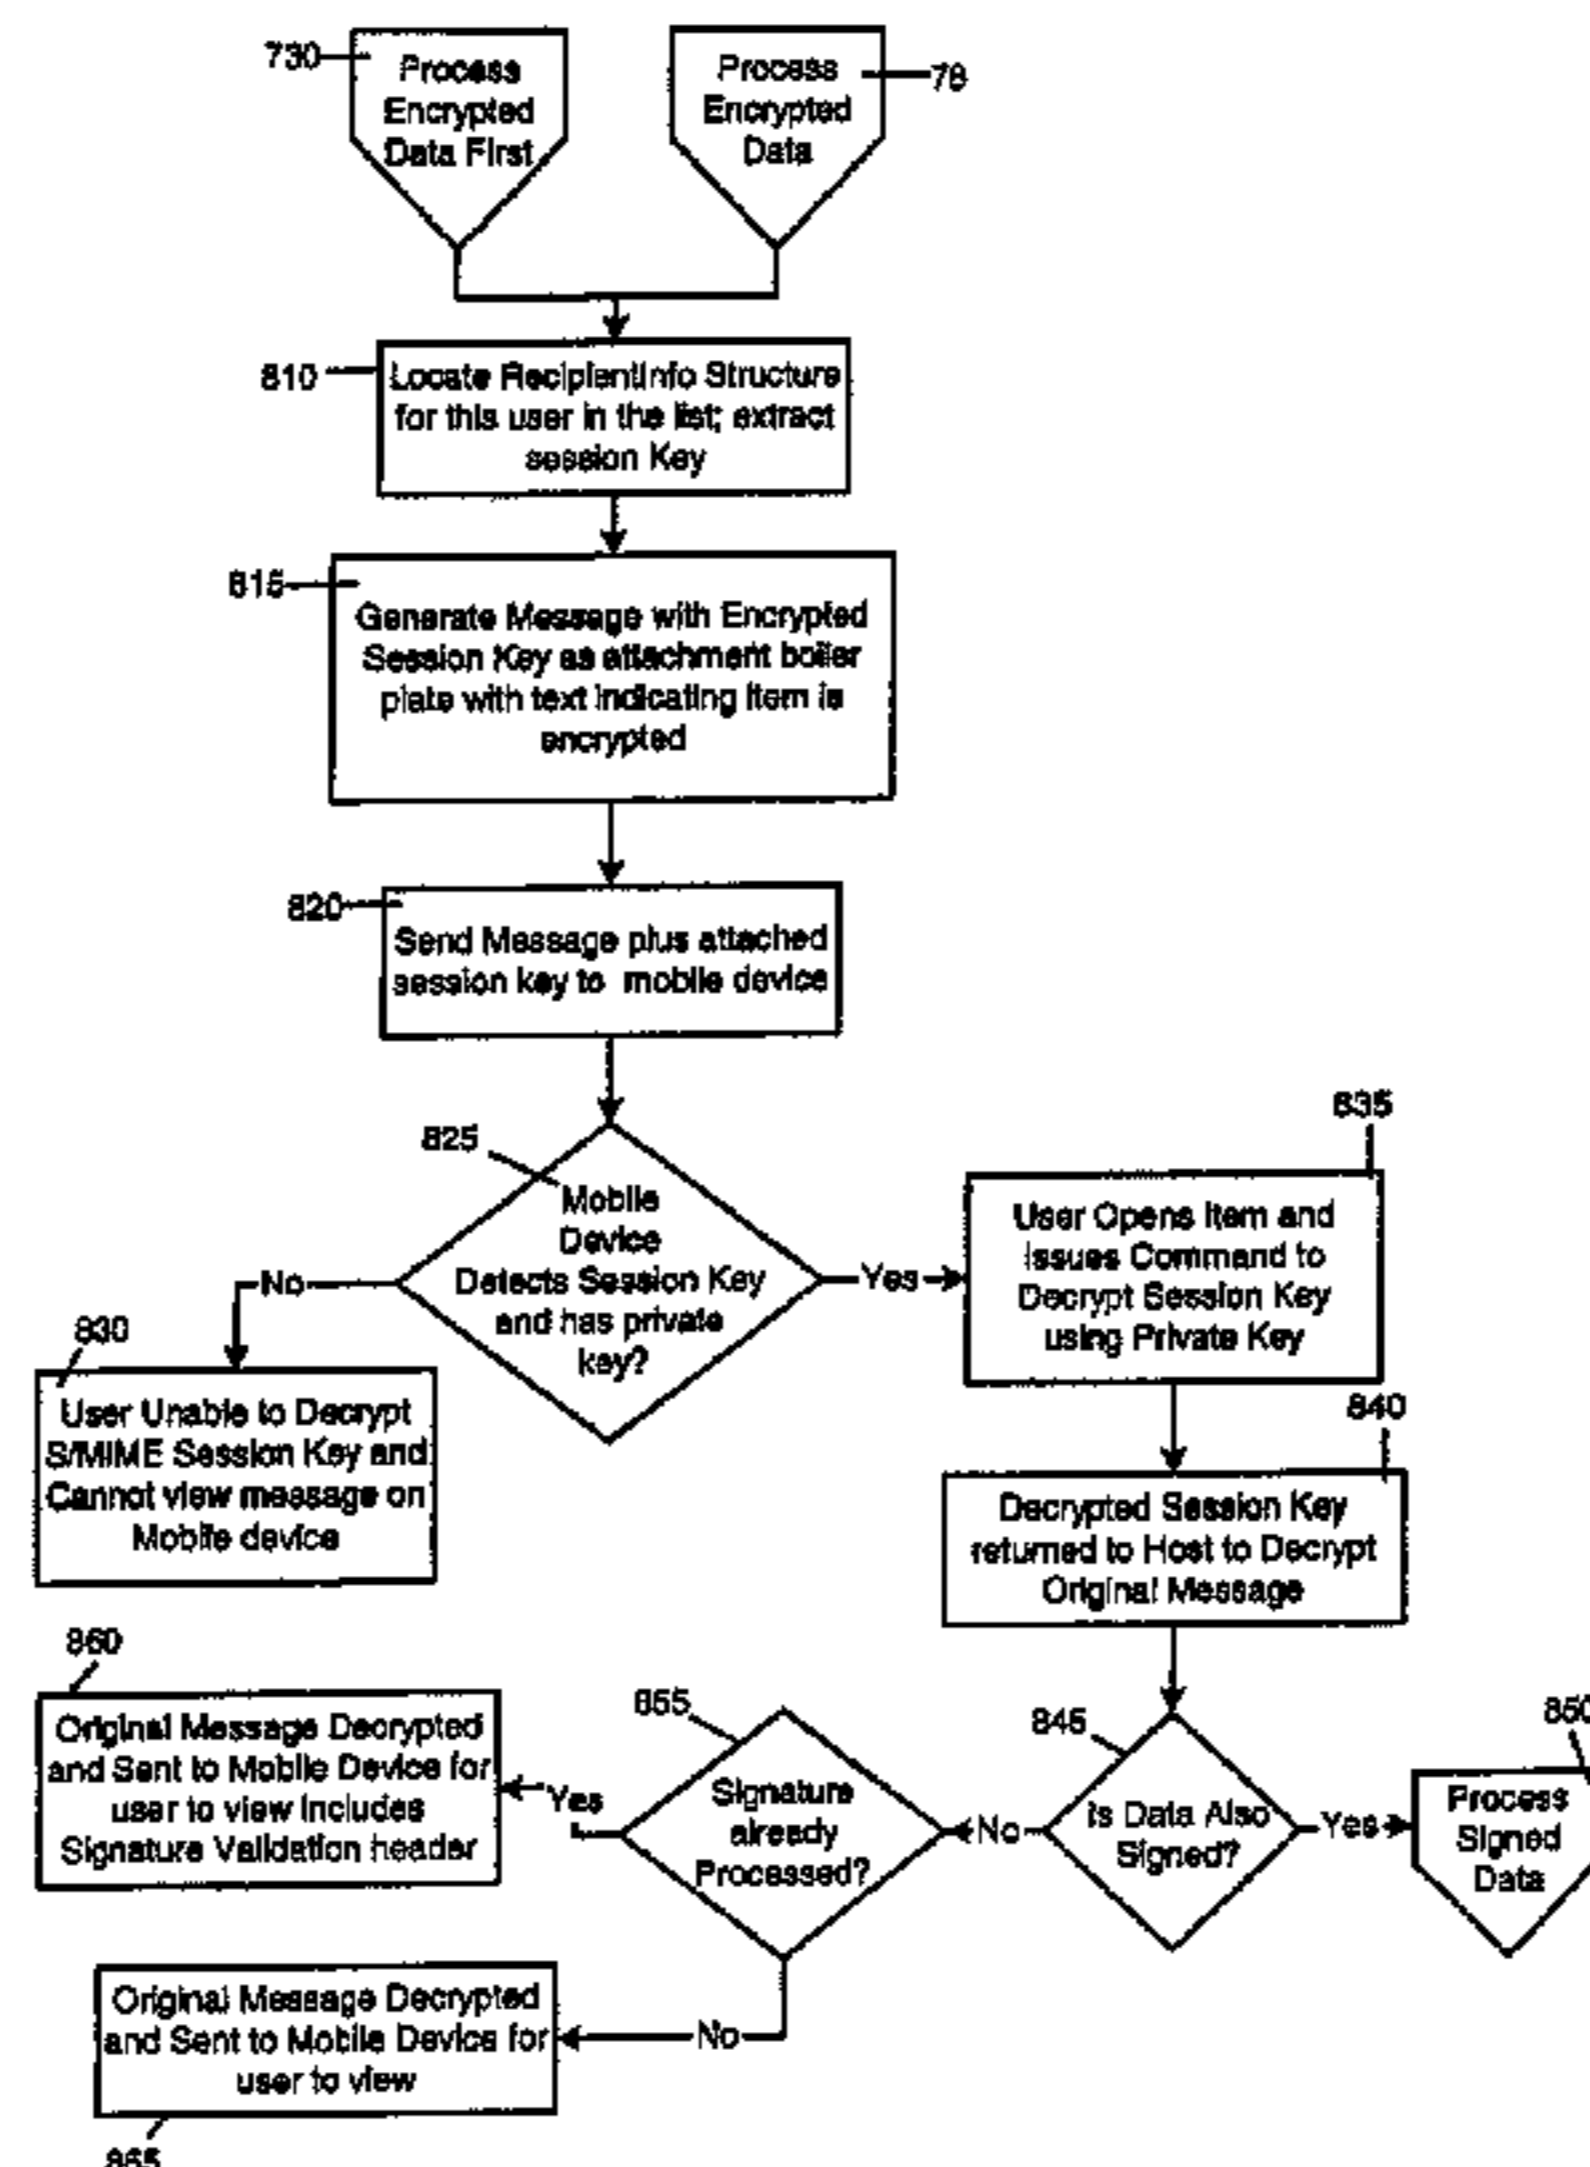 730
Process
Encrypted
Data First
Process
Encrypted
Data
78
810
Locate RecipientInfo Structure
for this user in the list; extract
session Key
815
Generate Message with Encrypted
Session Key as attachment boiler
plate with text indicating item is
encrypted
820
Send Message plus attached
session key to mobile device
825
Mobile
Device
Detects Session Key
and has private
key?
No
Yes
835
User Opens Item and
Issues Command to
Decrypt Session Key
using Private Key
830
User Unable to Decrypt
S/MIME Session Key and
Cannot view message on
Mobile device
840
Decrypted Session Key
returned to Host to Decrypt
Original Message
845
Is Data Also
Signed?
Yes
850
Process
Signed
Data
No
855
Signature
already
Processed?
Yes
860
Original Message Decrypted
and Sent to Mobile Device for
user to view includes
Signature Validation header
No
Original Message Decrypted
and Sent to Mobile Device for
user to view
865